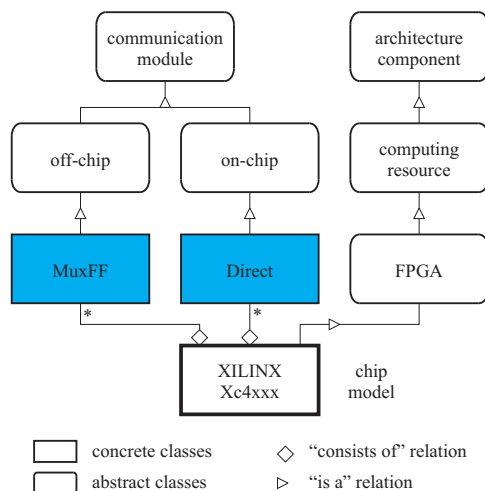 communication
module
architecture
component
off-chip
on-chip
computing
resource
MuxFF
Direct
FPGA
*
*
XILINX
Xc4xxx
chip
model
concrete classes
“consists of” relation
abstract classes
“is a” relation